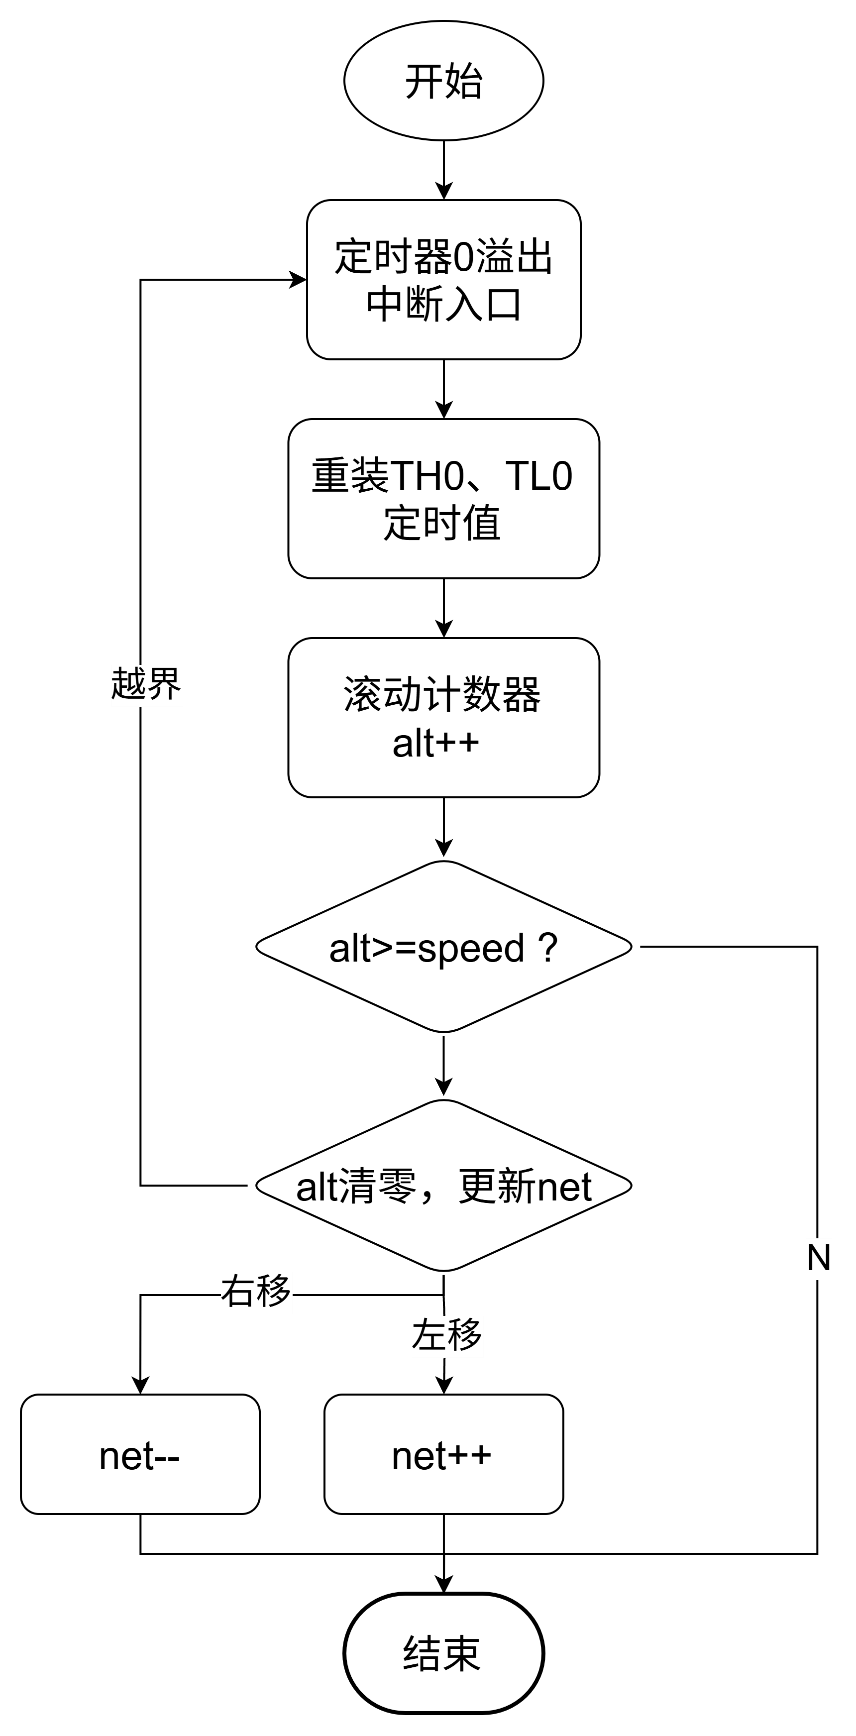 开始
定时器0溢出
中断入口
重装TH0、TL0
定时值
越界
滚动计数器
alt++
alt>=speed？
alt清零，更新net
N
右移
左移
net--
net++
结束